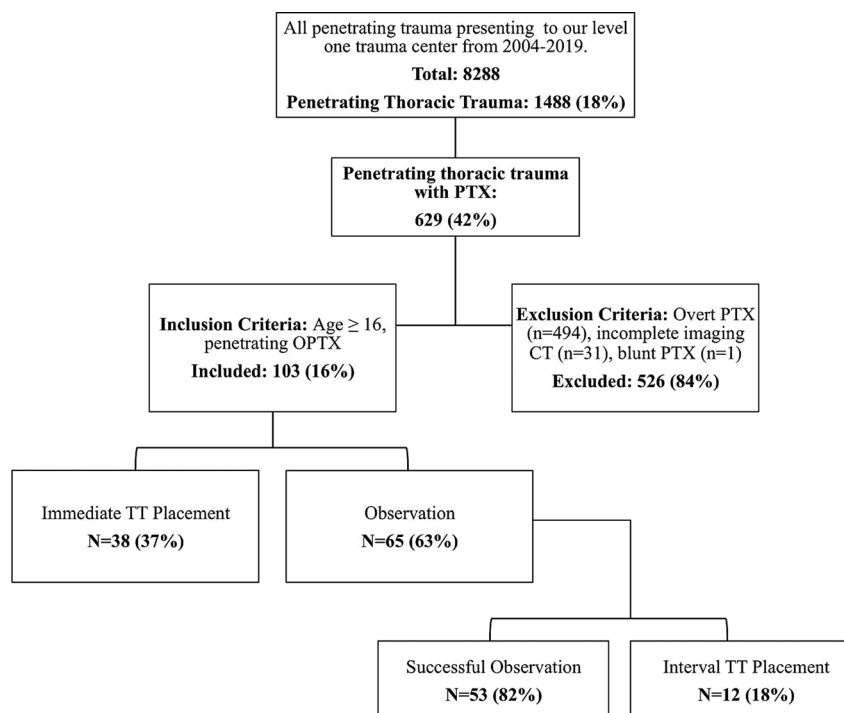 All penetrating trauma presenting to our level
one trauma center from 2004-2019.
Total: 8288
Penetrating Thoracic Trauma: 1488 (18%)
Penetrating thoracic trauma
with PTX:
629 (42%)
Inclusion Criteria: Age ≥ 16,
penetrating OPTX
Included: 103 (16%)
Exclusion Criteria: Overt PTX
(n=494), incomplete imaging
CT (n=31), blunt PTX (n=1)
Excluded: 526 (84%)
Immediate TT Placement
N=38 (37%)
Observation
N=65 (63%)
Successful Observation
N=53 (82%)
Interval TT Placement
N=12 (18%)